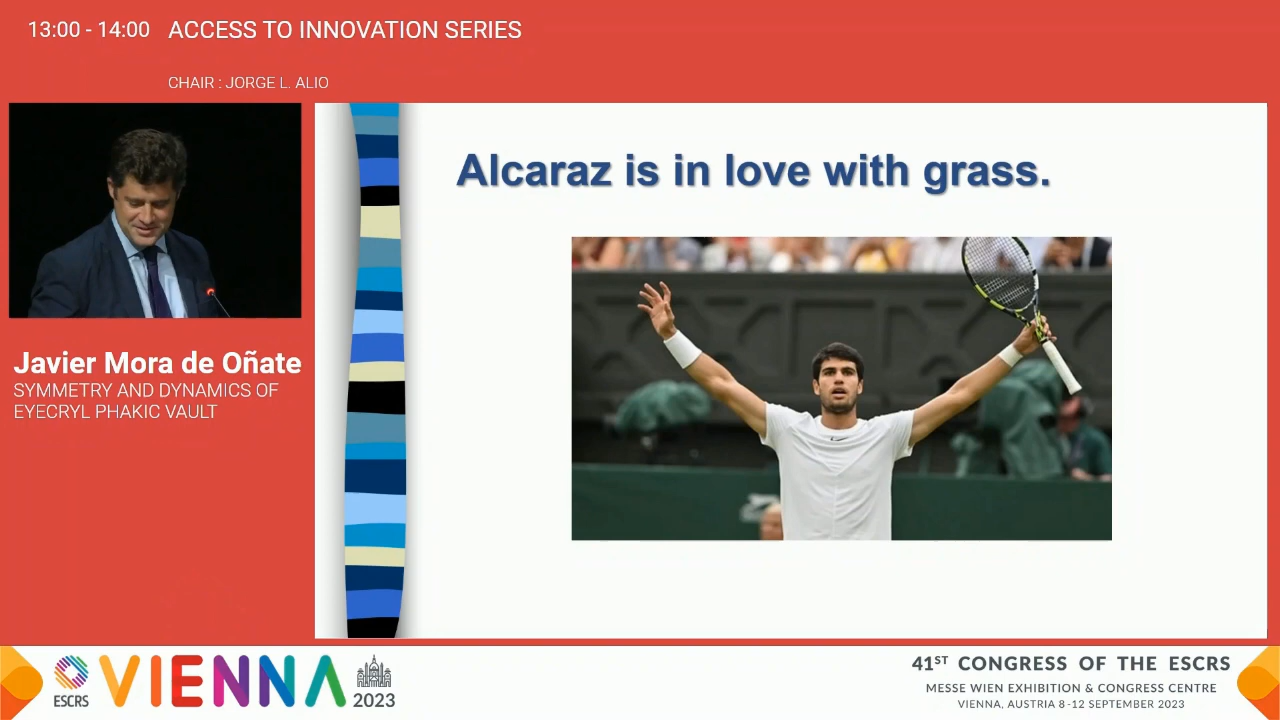 13:00 - 14:00 ACCESS TO INNOVATION SERIES
CHAIR : JORGE L. ALIO
Alcaraz is in love with grass.
Javier Mora de Oñate
SYMMETRY AND DYNAMICS OF
EYECRYL PHAKIC VAULT
ESCRS
VIENNA
2023
41ST CONGRESS OF THE ESCRS
MESSE WIEN EXHIBITION & CONGRESS CENTRE
VIENNA, AUSTRIA 8-12 SEPTEMBER 2023